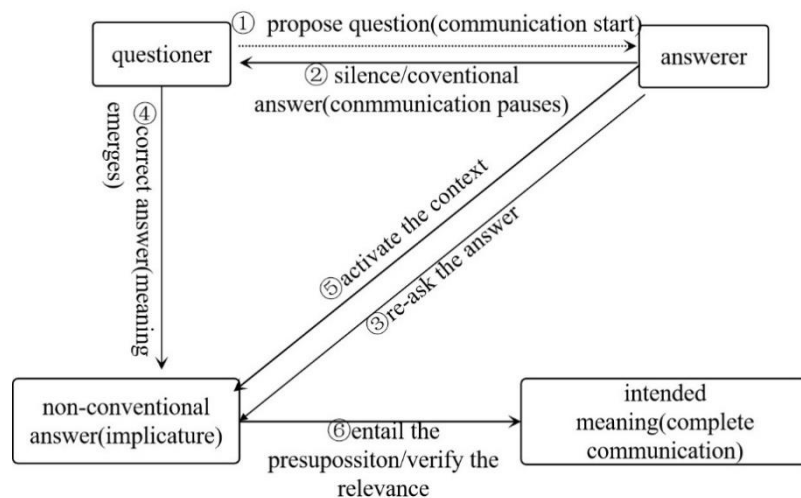 ① propose question(communication start)
questioner
answerer
② silence/coventional
answer(conmmunication pauses)
④correct answer(meaning
emerges)
⑤activate the context
③re-ask the answer
non-conventional
answer(implicature)
intended
meaning(complete
communication)
⑥entail the
presupossiton/verify the
relevance